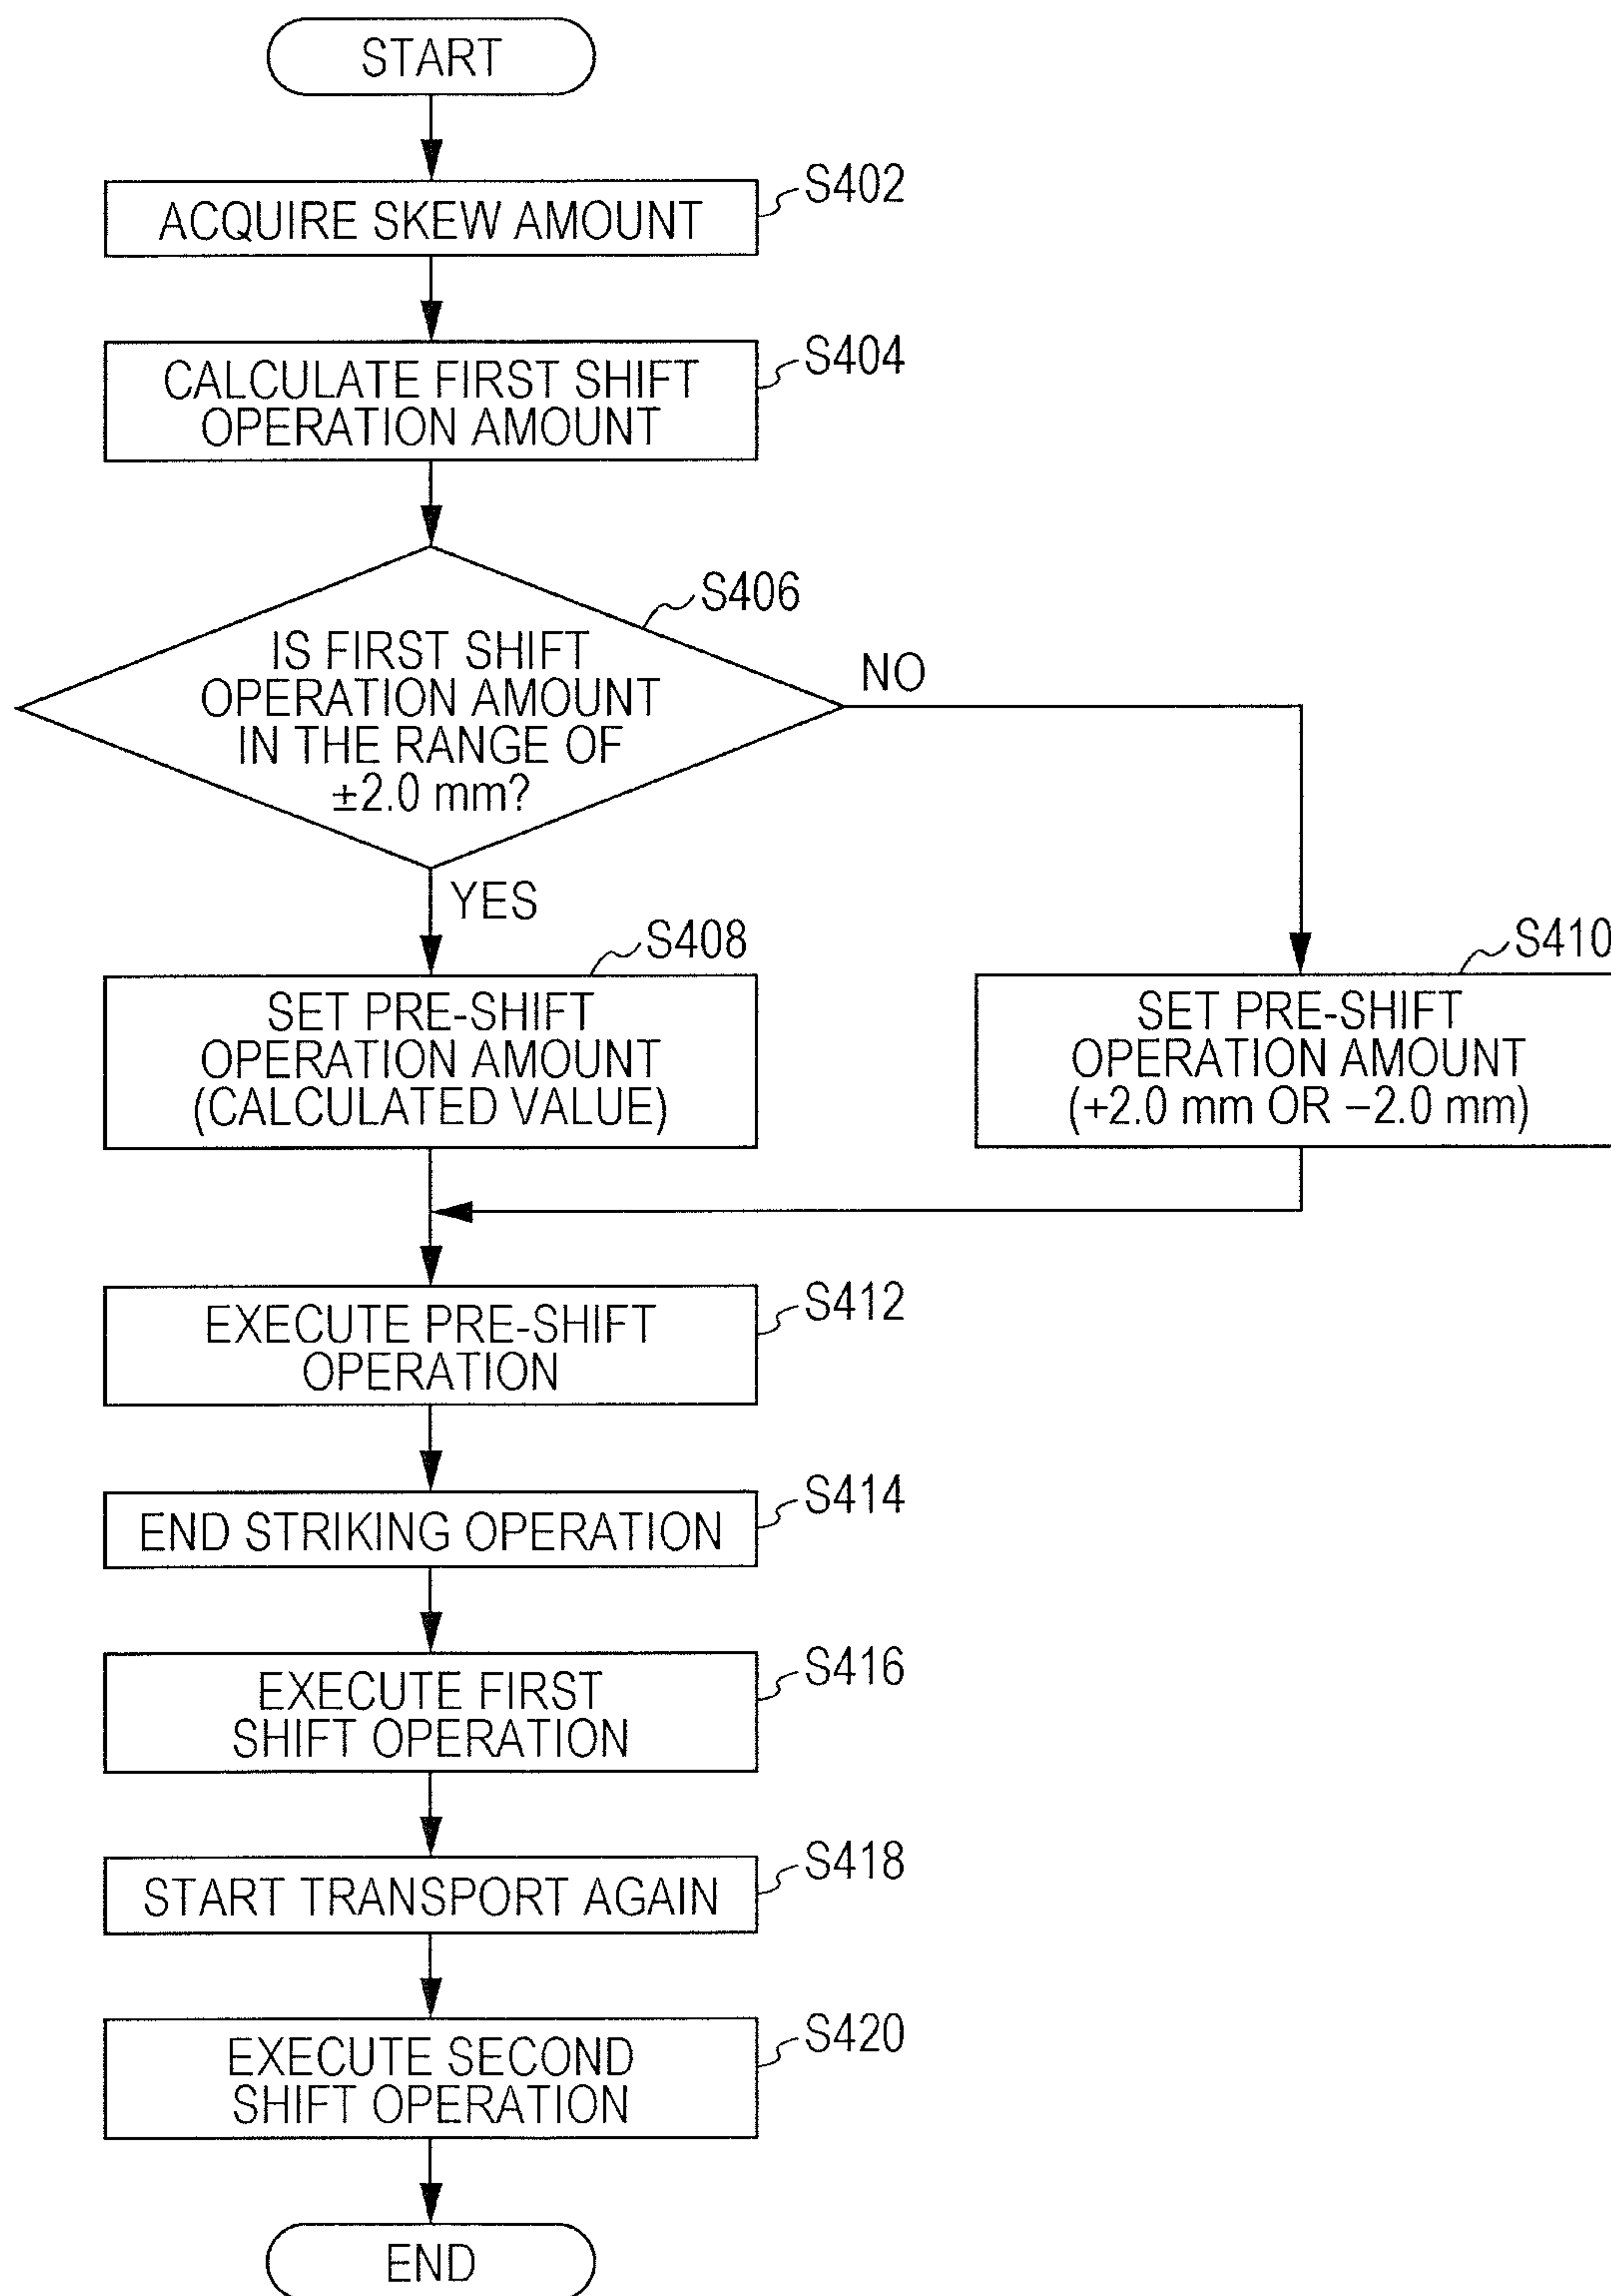 START
S402
ACQUIRE SKEW AMOUNT
S404
CALCULATE FIRST SHIFT
OPERATION AMOUNT
S406
IS FIRST SHIFT
OPERATION AMOUNT
IN THE RANGE OF
±2.0 mm?
NO
YES
S408
SET PRE-SHIFT
OPERATION AMOUNT
(CALCULATED VALUE)
S410
SET PRE-SHIFT
OPERATION AMOUNT
(+2.0 mm OR −2.0 mm)
S412
EXECUTE PRE-SHIFT
OPERATION
S414
END STRIKING OPERATION
S416
EXECUTE FIRST
SHIFT OPERATION
S418
START TRANSPORT AGAIN
S420
EXECUTE SECOND
SHIFT OPERATION
END